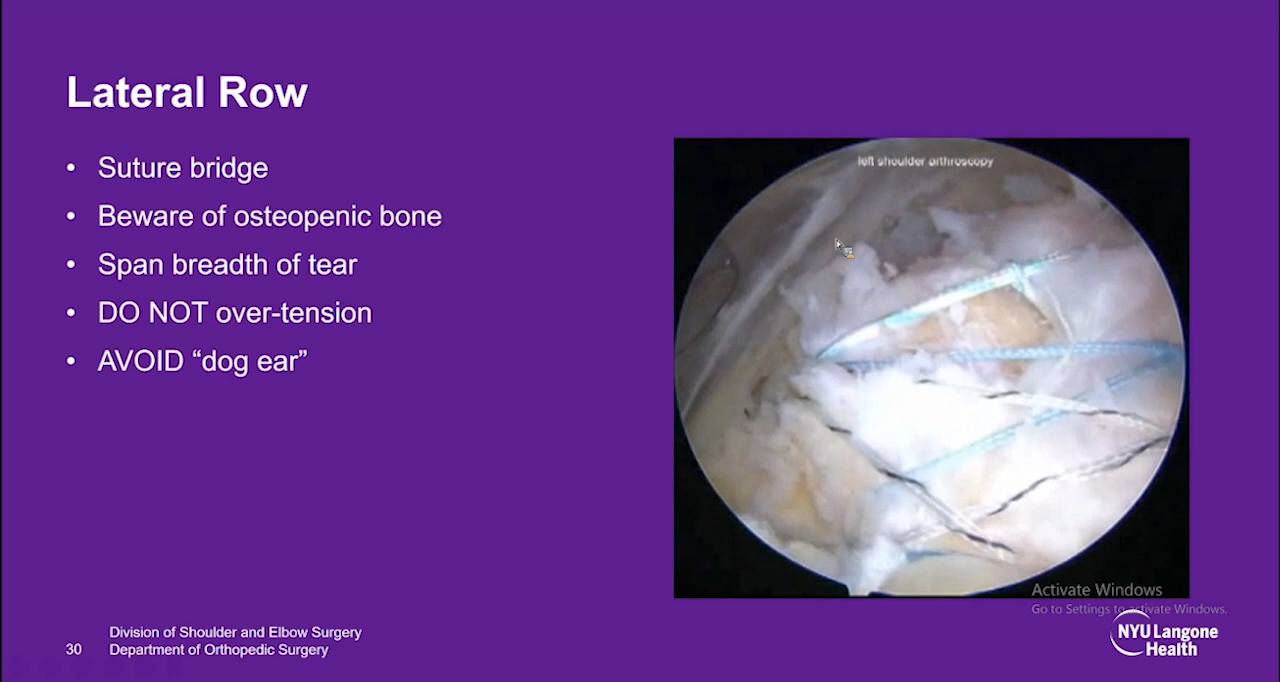 Lateral Row
• Suture bridge
• Beware of osteopenic bone
• Span breadth of tear
• DO NOT over-tension
• AVOID “dog ear”
left shoulder arthroscopy
Activate Windows
Go to Settings to activate Windows.
30
Division of Shoulder and Elbow Surgery
Department of Orthopedic Surgery
NYU Langone
Health